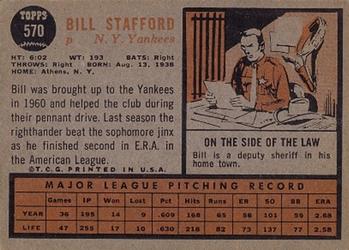 TOPPS
570
BILL STAFFORD
p N.Y. Yankees
HT: 6:02 WT: 193 BATS: Right
THROWS: Right BORN: Aug. 13, 1938
HOME: Athens, N. Y.
Bill was brought up to the Yankees
in 1960 and helped the club during
their pennant drive. Last season the
righthander beat the sophomore jinx
as he finished second in E.R.A. in
the American League.
©T.C.G. PRINTED IN U.S.A.
ON THE SIDE OF THE LAW
Bill is a deputy sheriff in his
home town.
MAJOR LEAGUE PITCHING RECORD
G IP Won Lost Pct. Hits Runs ER SO BB ERA
YEAR 36 195 14 9 .609 168 65 58 101 59 2.68
LIFE 47 255 17 10 .630 218 82 73 137 77 2.58